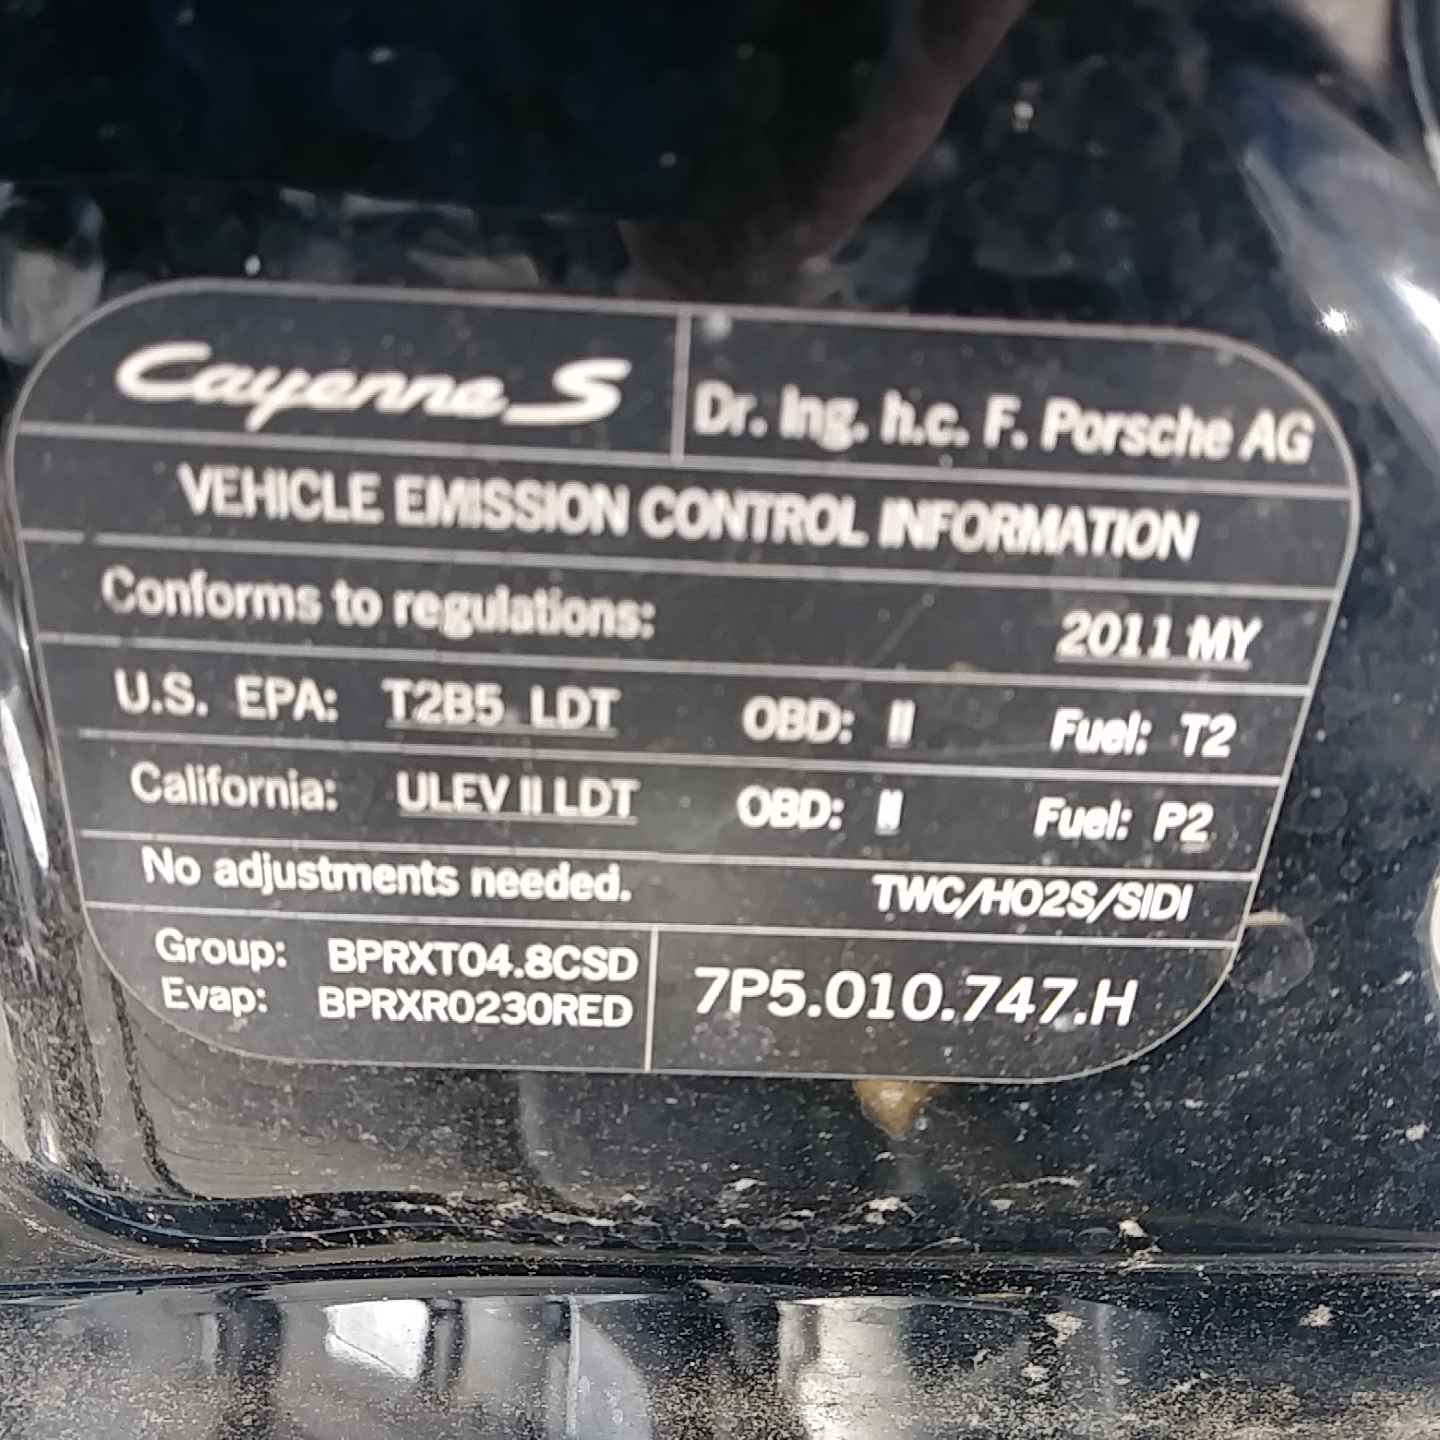 Cayenne S
Dr. Ing. h.c. F. Porsche AG
VEHICLE EMISSION CONTROL INFORMATION
Conforms to regulations: 2011 MY
U.S. EPA: T2B5 LDT OBD: II Fuel: T2
California: ULEV II LDT OBD: II Fuel: P2
No adjustments needed. TWC/HO2S/SIDI
Group: BPRXT04.8CSD
Evap: BPRXR0230RED
7P5.010.747.H